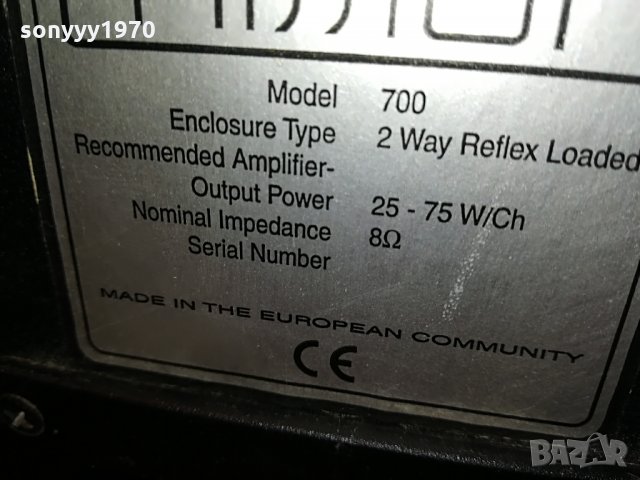 sonyyy1970
Model 700
Enclosure Type 2 Way Reflex Loaded
Recommended Amplifier-
Output Power 25 - 75 W/Ch
Nominal Impedance 8Ω
Serial Number
MADE IN THE EUROPEAN COMMUNITY
CE
BAZAR